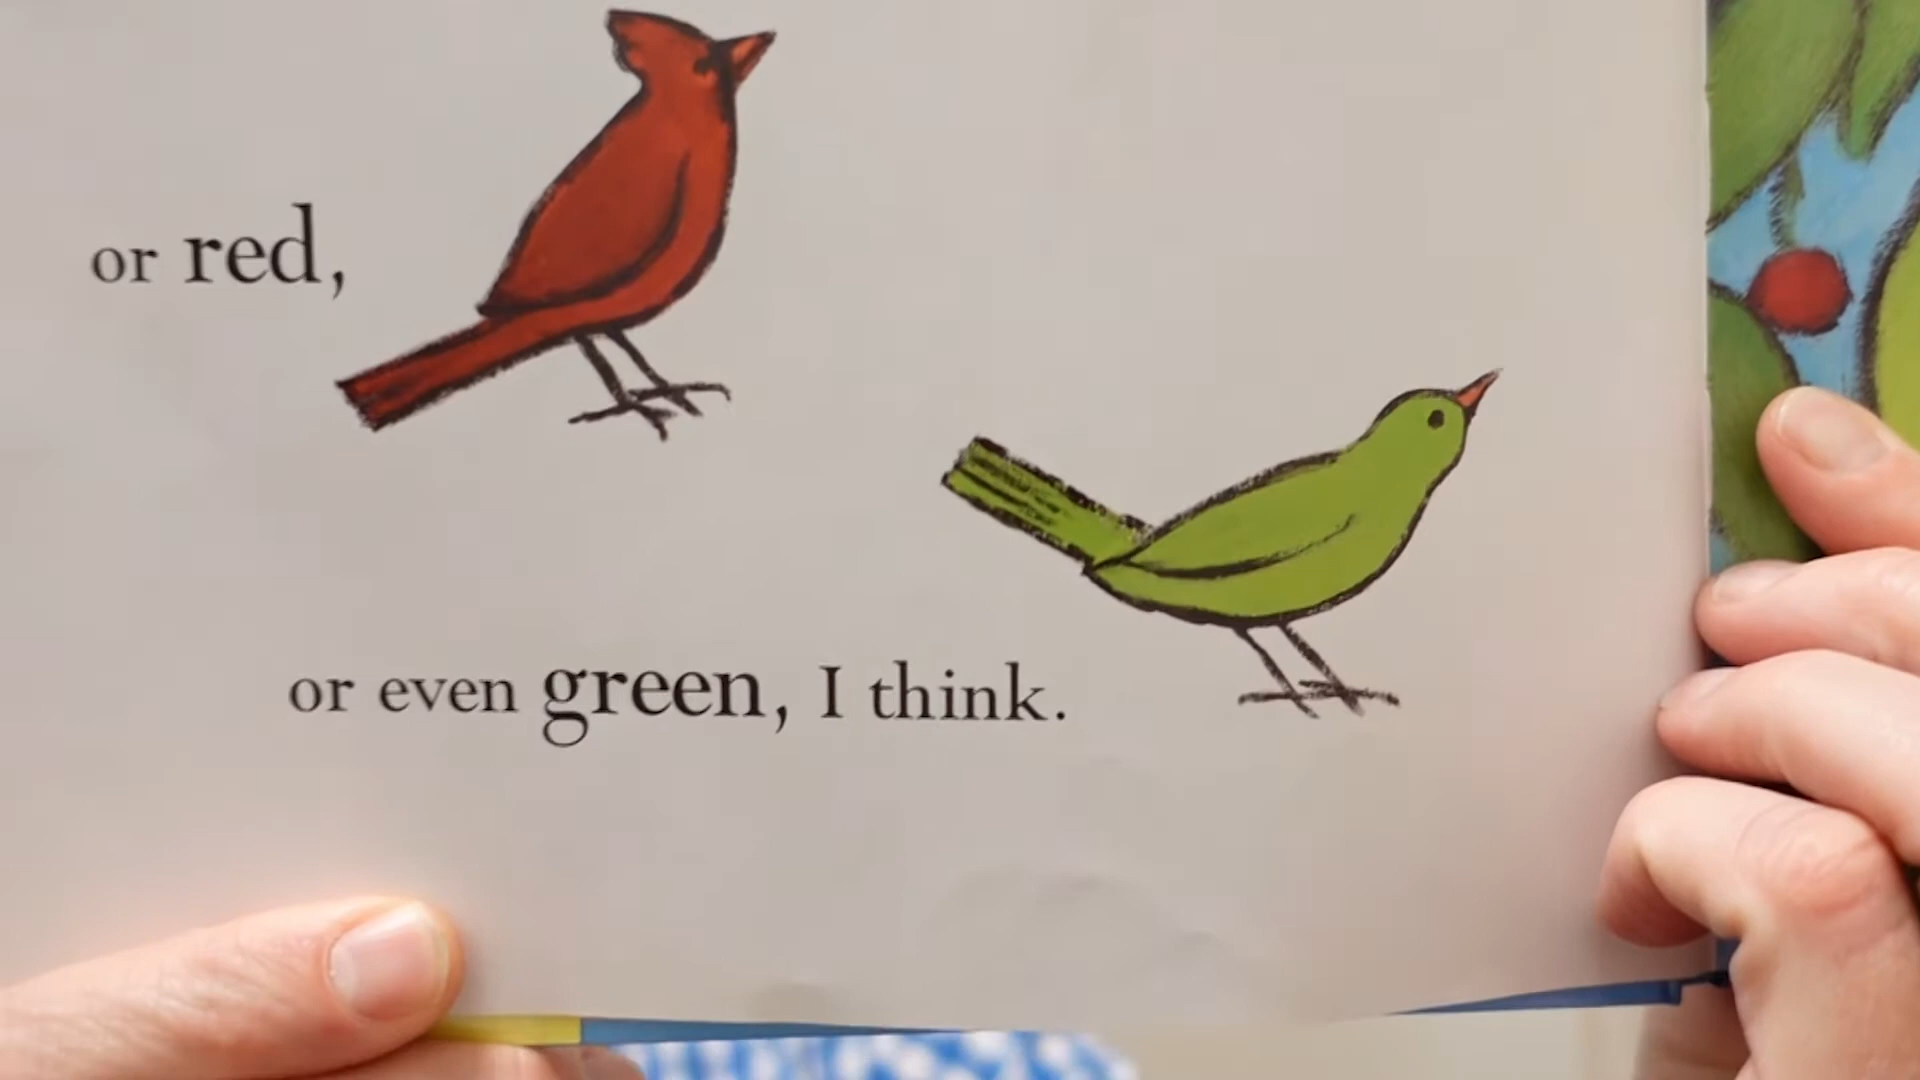 or red,
or even green, I think.